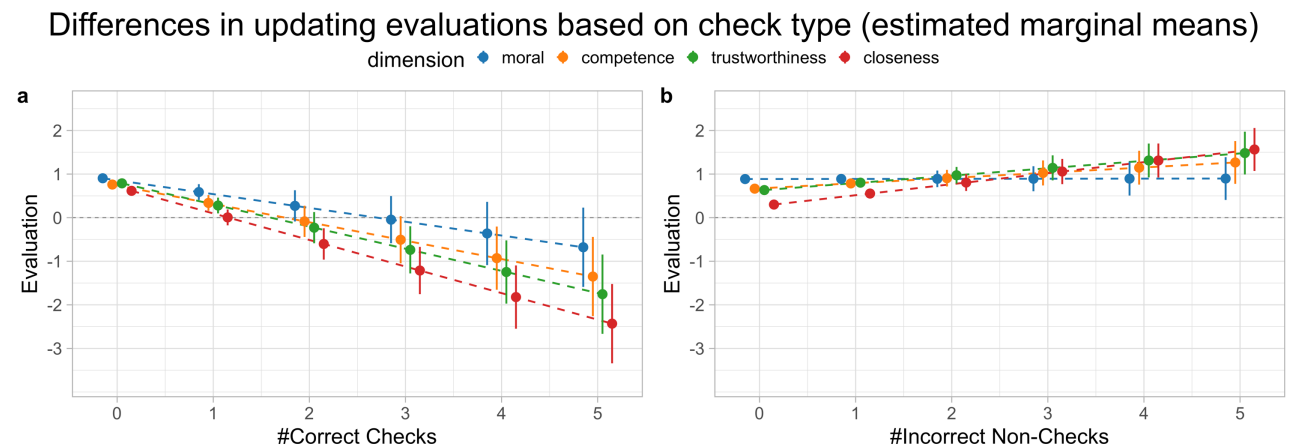 Differences in updating evaluations based on check type (estimated marginal means)
dimension moral competence trustworthiness closeness
a
Evaluation
2
1
0
-1
-2
-3
0 1 2 3 4 5
#Correct Checks
b
Evaluation
2
1
0
-1
-2
-3
0 1 2 3 4 5
#Incorrect Non-Checks